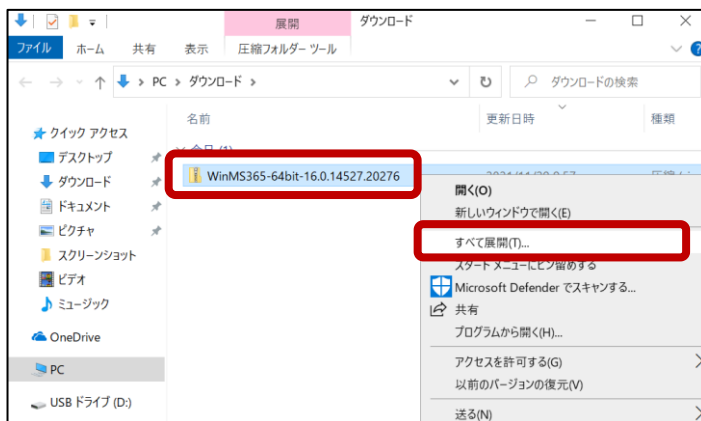 展開
ダウンロード
ファイル ホーム 共有 表示 圧縮フォルダー ツール
PC ダウンロード
ダウンロードの検索
名前 更新日時 種類
クイック アクセス
今日 (1)
デスクトップ
WinMS365-64bit-16.0.14527.20276
ダウンロード
ドキュメント
ピクチャ
スクリーンショット
ビデオ
ミュージック
OneDrive
PC
USB ドライブ (D:)
開く(O)
新しいウィンドウで開く(E)
すべて展開(T)...
スタート メニューにピン留めする
Microsoft Defender でスキャンする...
共有
プログラムから開く(H)...
アクセスを許可する(G)
以前のバージョンの復元(V)
送る(N)